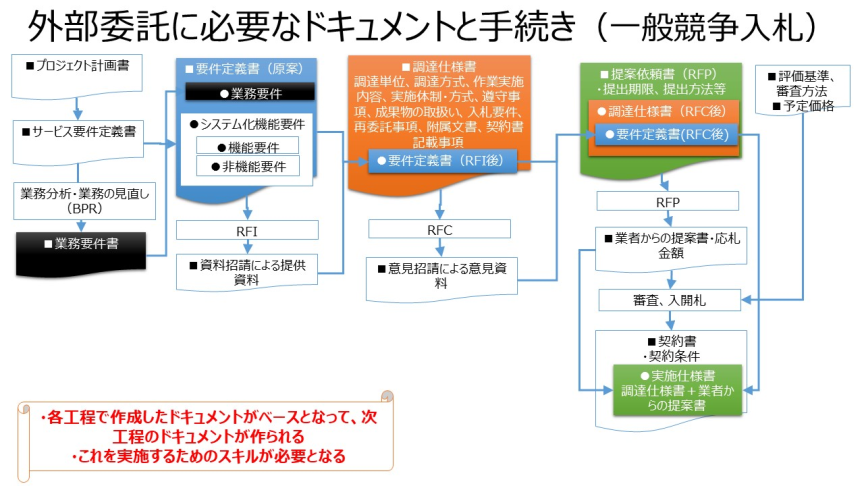 外部委託に必要なドキュメントと手続き（一般競争入札）
■プロジェクト計画書
■サービス要件定義書
業務分析・業務の見直し
（BPR）
■業務要件書
■要件定義書（原案）
●業務要件
●システム化機能要件
●機能要件
●非機能要件
RFI
■資料招請による提供
資料
■調達仕様書
調達単位、調達方式、作業実施
内容、実施体制・方式、遵守事
項、成果物の取扱い、入札要件、
再委託事項、附属文書、契約書
記載事項
●要件定義書（RFI後）
RFC
■意見招請による意見資
料
■提案依頼書（RFP）
・提出期限、提出方法等
●調達仕様書（RFC後）
●要件定義書(RFC後)
RFP
■業者からの提案書・応札
金額
審査、入開札
■契約書
・契約条件
●実施仕様書
調達仕様書＋業者か
らの提案書
■評価基準、
審査方法
■予定価格
・各工程で作成したドキュメントがベースとなって、次
工程のドキュメントが作られる
・これを実施するためのスキルが必要となる